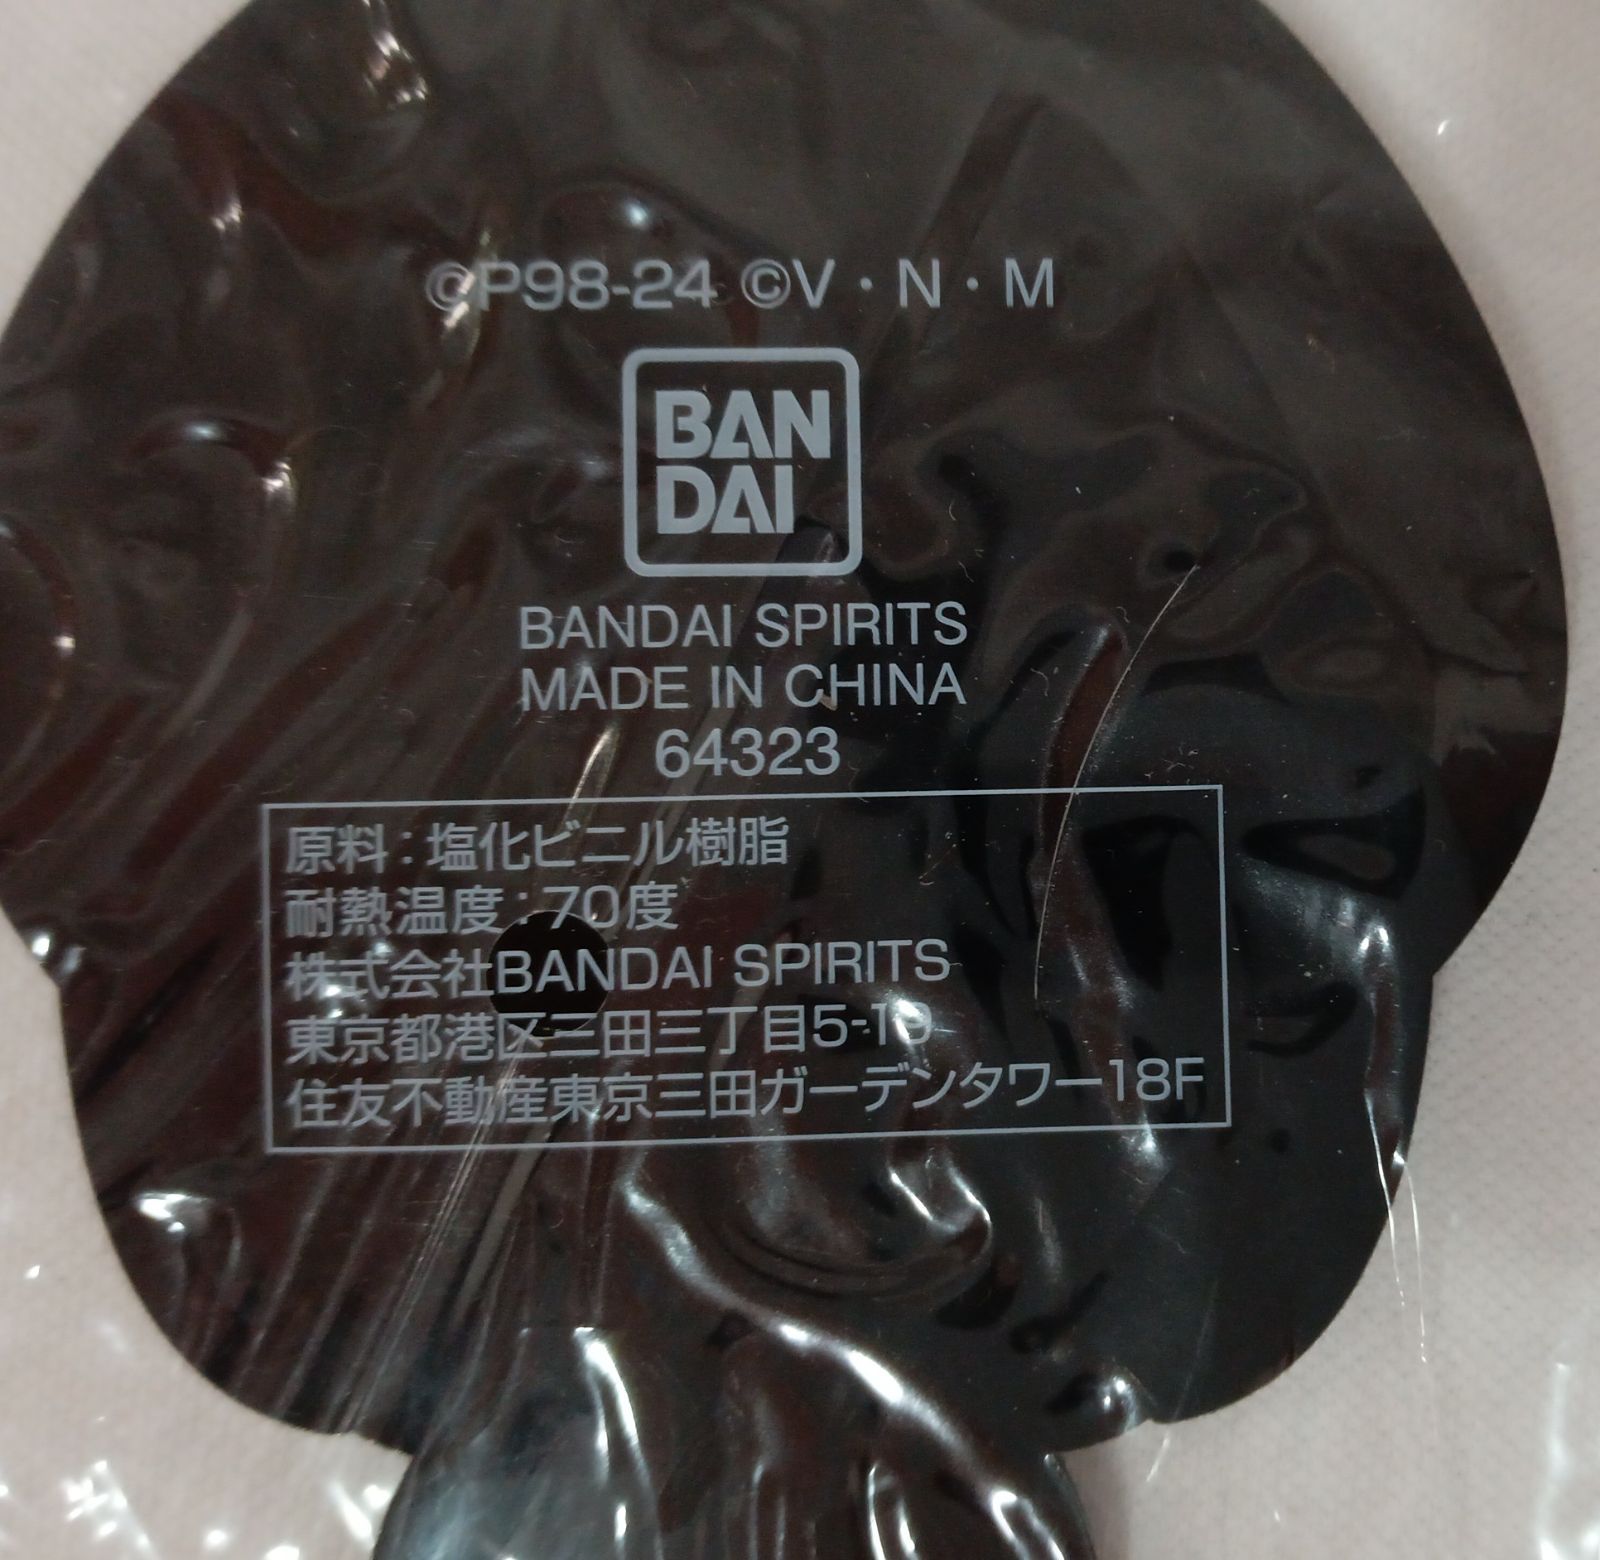 ©P98-24 ©V・N・M
BAN
DAI
BANDAI SPIRITS
MADE IN CHINA
64323
原料：塩化ビニル樹脂
耐熱温度：70度
株式会社BANDAI SPIRITS
東京都港区三田三丁目5-19
住友不動産東京三田ガーデンタワー18F